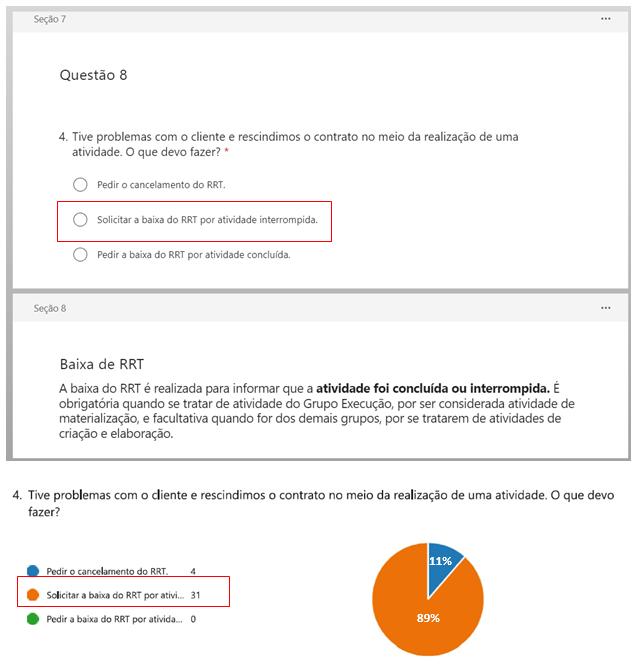 Seção 7
...
Questão 8
4. Tive problemas com o cliente e rescindimos o contrato no meio da realização de uma
atividade. O que devo fazer? *
Pedir o cancelamento do RRT.
Solicitar a baixa do RRT por atividade interrompida.
Pedir a baixa do RRT por atividade concluída.
Seção 8
...
Baixa de RRT
A baixa do RRT é realizada para informar que a atividade foi concluída ou interrompida. É
obrigatória quando se tratar de atividade do Grupo Execução, por ser considerada atividade de
materialização, e facultativa quando for dos demais grupos, por se tratarem de atividades de
criação e elaboração.
4. Tive problemas com o cliente e rescindimos o contrato no meio da realização de uma atividade. O que devo
fazer?
Pedir o cancelamento do RRT. 4
Solicitar a baixa do RRT por ativi... 31
Pedir a baixa do RRT por ativida... 0
11%
89%